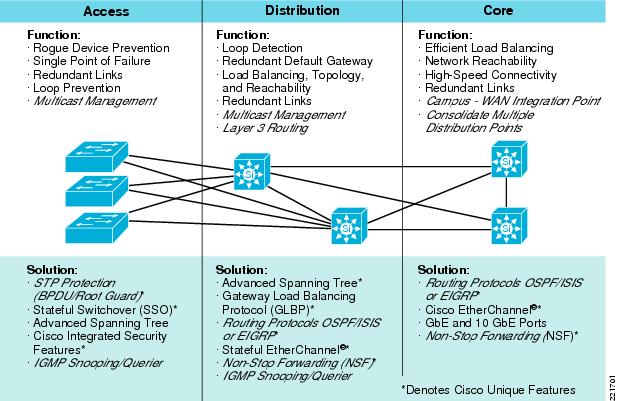 Access
Distribution
Core
Function:
· Rogue Device Prevention
· Single Point of Failure
· Redundant Links
· Loop Prevention
· Multicast Management
Function:
· Loop Detection
· Redundant Default Gateway
· Load Balancing, Topology,
and Reachability
· Redundant Links
· Multicast Management
· Layer 3 Routing
Function:
· Efficient Load Balancing
· Network Reachability
· High-Speed Connectivity
· Redundant Links
· Campus - WAN Integration Point
· Consolidate Multiple
Distribution Points
Si
Si
Si
Si
Solution:
· STP Protection
(BPDU/Root Guard)*
· Stateful Switchover (SSO)*
· Advanced Spanning Tree
· Cisco Integrated Security
Features*
· IGMP Snooping/Querier
Solution:
· Advanced Spanning Tree*
· Gateway Load Balancing
Protocol (GLBP)*
· Routing Protocols OSPF/ISIS
or EIGRP*
· Stateful EtherChannel®*
· Non-Stop Forwarding (NSF)*
· IGMP Snooping/Querier
Solution:
· Routing Protocols OSPF/ISIS
or EIGRP*
· Cisco EtherChannel®*
· GbE and 10 GbE Ports
· Non-Stop Forwarding (NSF)*
*Denotes Cisco Unique Features
221701